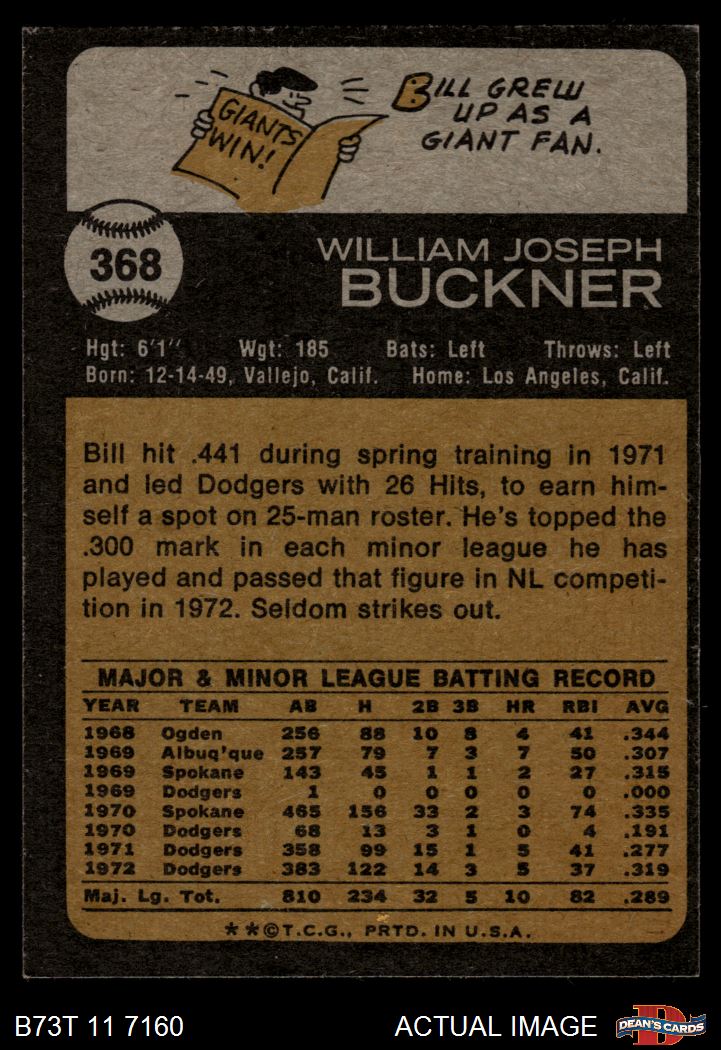 GIANTS
WIN!
BILL GREW
UP AS A
GIANT FAN.
368
WILLIAM JOSEPH
BUCKNER
Hgt: 6'1" Wgt: 185 Bats: Left Throws: Left
Born: 12-14-49, Vallejo, Calif. Home: Los Angeles, Calif.
Bill hit .441 during spring training in 1971
and led Dodgers with 26 Hits, to earn him-
self a spot on 25-man roster. He's topped the
.300 mark in each minor league he has
played and passed that figure in NL competi-
tion in 1972. Seldom strikes out.
MAJOR & MINOR LEAGUE BATTING RECORD
YEAR TEAM AB H 2B 3B HR RBI AVG
1968 Ogden 256 88 10 8 4 41 .344
1969 Albuq'que 257 79 7 3 7 50 .307
1969 Spokane 143 45 1 1 2 27 .315
1969 Dodgers 1 0 0 0 0 0 .000
1970 Spokane 465 156 33 2 3 74 .335
1970 Dodgers 68 13 3 1 0 4 .191
1971 Dodgers 358 99 15 1 5 41 .277
1972 Dodgers 383 122 14 3 5 37 .319
Maj. Lg. Tot. 810 234 32 5 10 82 .289
**©T.C.G., PRTD. IN U.S.A.
B73T 11 7160 ACTUAL IMAGE
D
DEAN'S CARDS